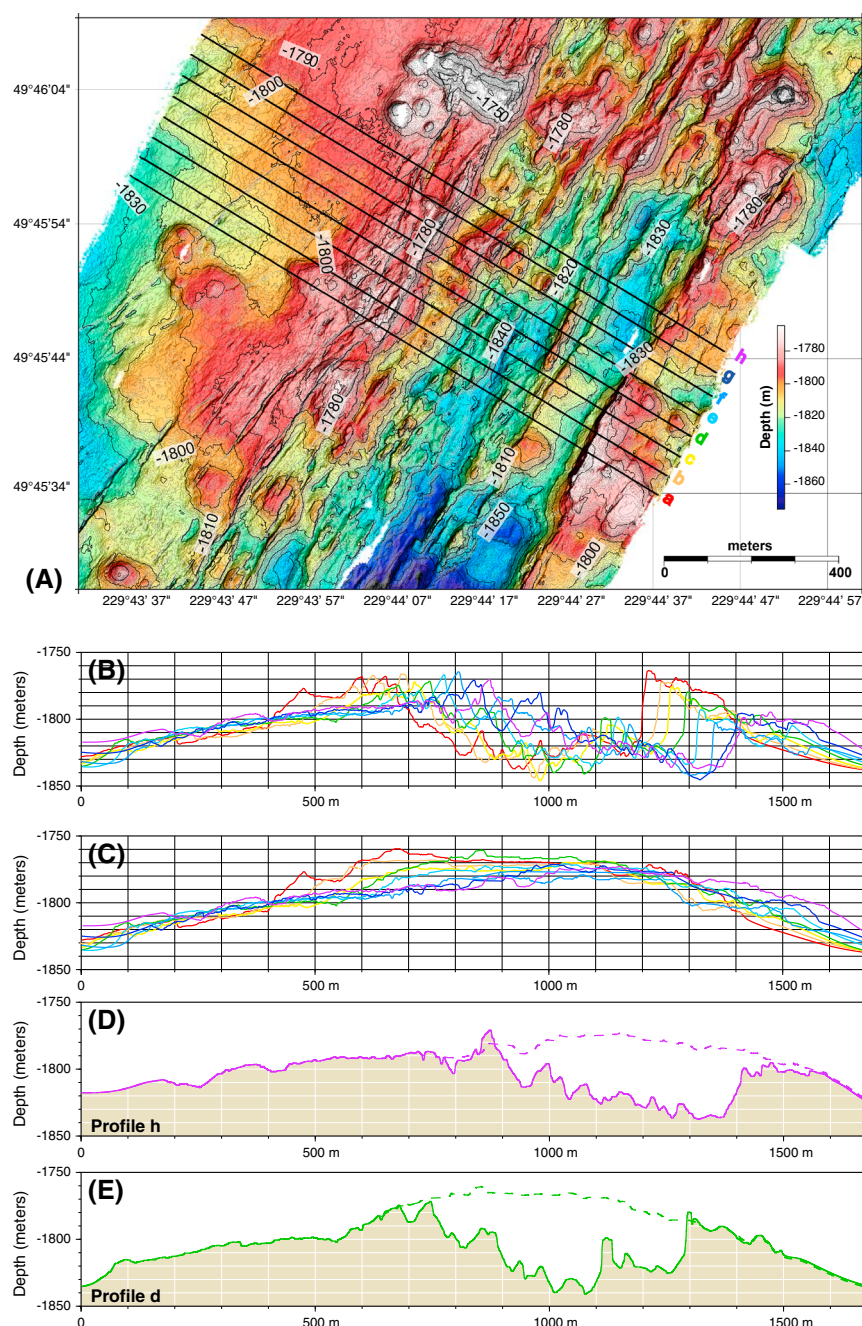 -1790
-1800
-1750
-1780
49°46'04"
49°45'54"
-1830
-1780
-1830
-1780
-1800
-1820
-1840
49°45'44"
-1830
-1780
-1800
-1810
-1810
-1850
-1800
49°45'34"
h
g
f
e
d
c
b
a
Depth (m)
-1780
-1800
-1820
-1840
-1860
meters
0 400
(A)
229°43' 37" 229°43' 47" 229°43' 57" 229°44' 07" 229°44' 17" 229°44' 27" 229°44' 37" 229°44' 47" 229°44' 57"
(B)
Depth (meters)
-1750
-1800
-1850
0 500 m 1000 m 1500 m
(C)
Depth (meters)
-1750
-1800
-1850
0 500 m 1000 m 1500 m
(D)
Depth (meters)
-1750
-1800
-1850
Profile h
0 500 m 1000 m 1500 m
(E)
Depth (meters)
-1750
-1800
-1850
Profile d
0 500 m 1000 m 1500 m